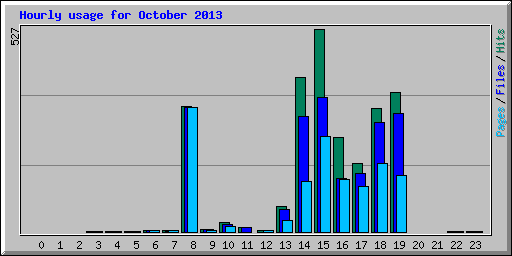 Hourly usage for October 2013
527
Pages/Files/Hits
0 1 2 3 4 5 6 7 8 9 10 11 12 13 14 15 16 17 18 19 20 21 22 23